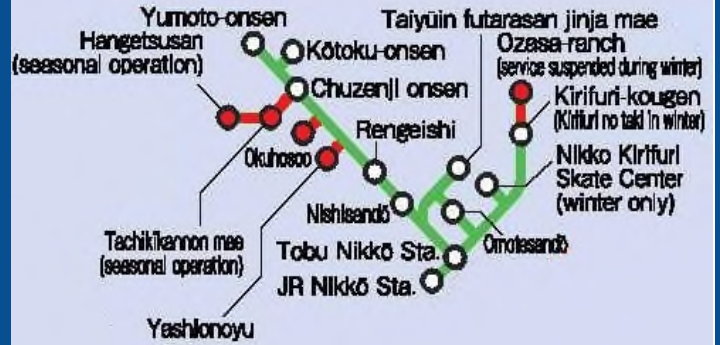 Yumoto-onsen
Hangetsusan
(seasonal operation)
Kōtoku-onsen
Chuzenji onsen
Taiyūin futarasan jinja mae
Ozasa-ranch
(service suspended during winter)
Kirifuri-kougen
(Kirifuri no taki in winter)
Okuhosoo
Rengeishi
Nikko Kirifuri
Skate Center
(winter only)
Nishisandō
Omotesandō
Tachikikannon mae
(seasonal operation)
Tobu Nikkō Sta.
JR Nikkō Sta.
Yashionoyu